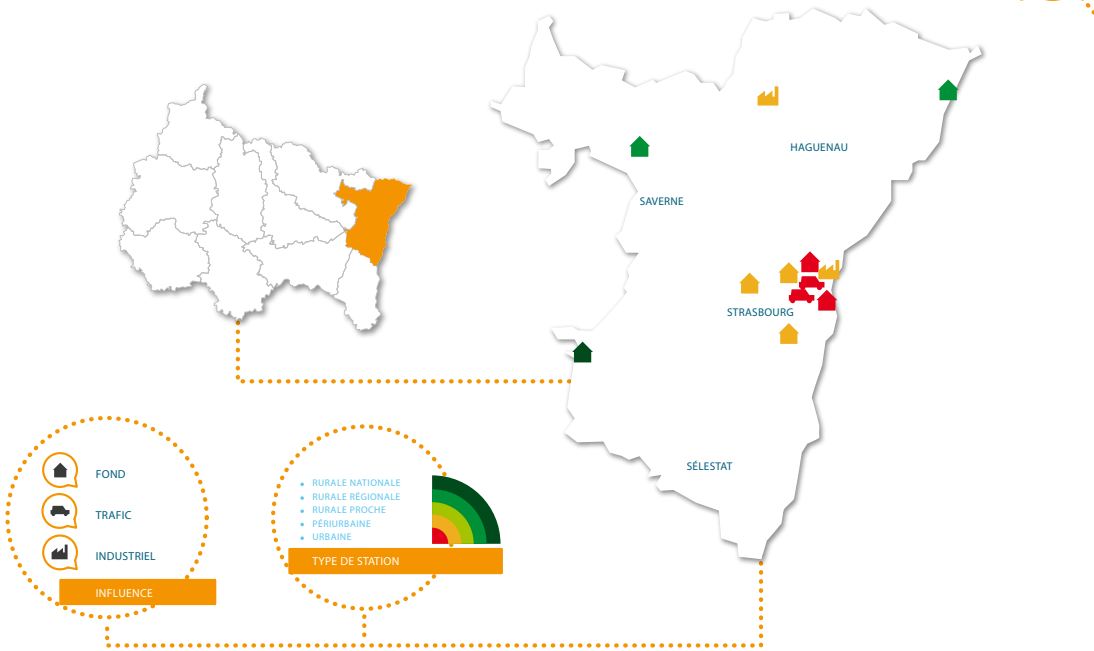 HAGUENAU
SAVERNE
STRASBOURG
SÉLESTAT
FOND
TRAFIC
INDUSTRIEL
INFLUENCE
• RURALE NATIONALE
• RURALE RÉGIONALE
• RURALE PROCHE
• PÉRIURBAINE
• URBAINE
TYPE DE STATION